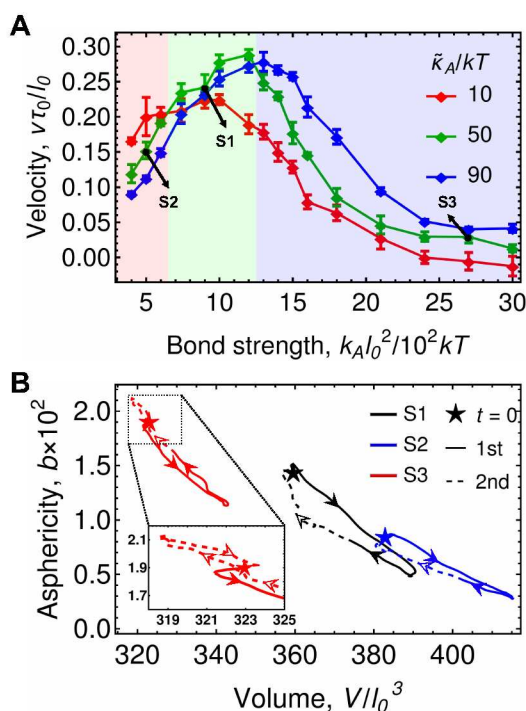 A
Velocity, vτ₀/l₀
0.30
0.25
0.20
0.15
0.10
0.05
0.00
κ̃_A/kT
10
50
90
S1
S2
S3
5 10 15 20 25 30
Bond strength, k_A l₀²/10²kT
B
Asphericity, b×10²
2.0
1.5
1.0
0.5
0.0
S1
S2
S3
t = 0
1st
2nd
2.1
1.9
1.7
319 321 323 325
320 340 360 380 400
Volume, V/l₀³